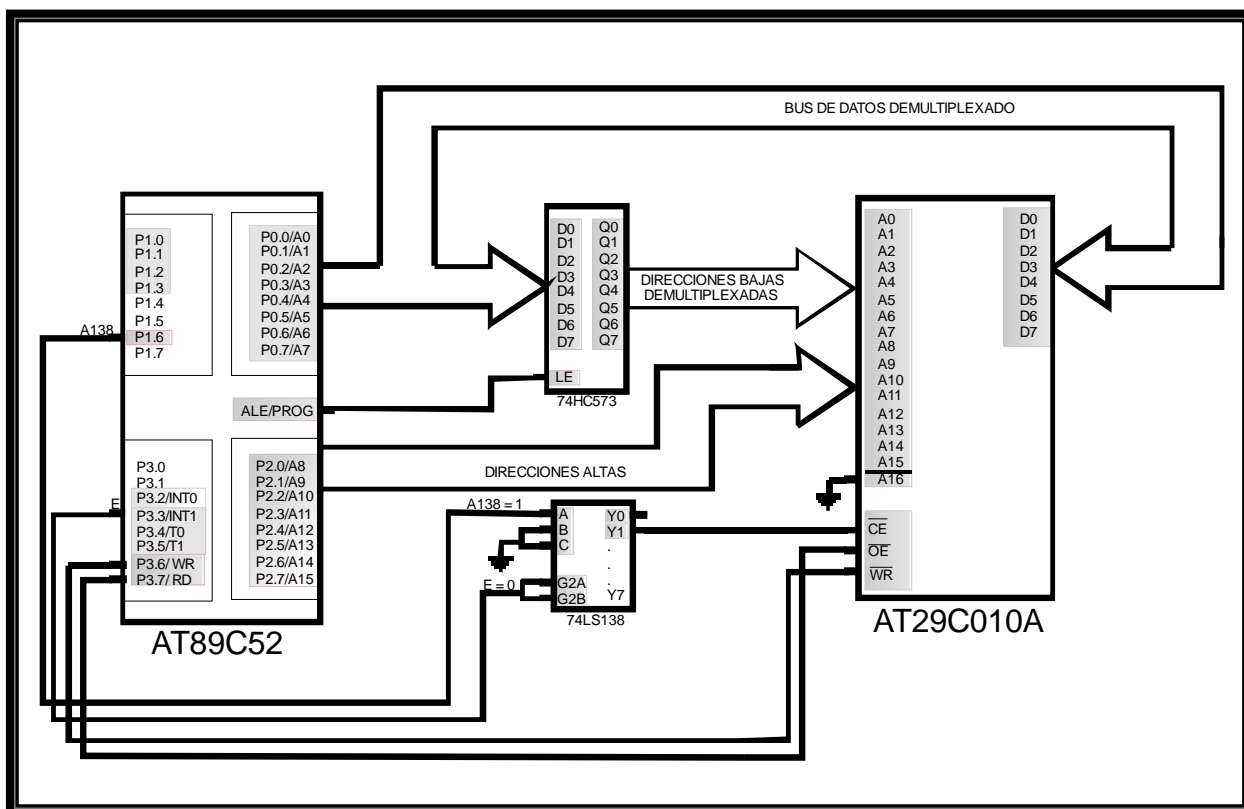 BUS DE DATOS DEMULTIPLEXADO
P1.0
P1.1
P1.2
P1.3
P1.4
P1.5
P1.6
P1.7
A138
P0.0/A0
P0.1/A1
P0.2/A2
P0.3/A3
P0.4/A4
P0.5/A5
P0.6/A6
P0.7/A7
ALE/PROG
P3.0
P3.1
P3.2/INT0
P3.3/INT1
P3.4/T0
P3.5/T1
P3.6/ WR
P3.7/ RD
E
P2.0/A8
P2.1/A9
P2.2/A10
P2.3/A11
P2.4/A12
P2.5/A13
P2.6/A14
P2.7/A15
AT89C52
D0
D1
D2
D3
D4
D5
D6
D7
Q0
Q1
Q2
Q3
Q4
Q5
Q6
Q7
LE
74HC573
DIRECCIONES BAJAS
DEMULTIPLEXADAS
DIRECCIONES ALTAS
A138 = 1
E = 0
A
B
C
G2A
G2B
Y0
Y1
.
.
.
Y7
74LS138
A0
A1
A2
A3
A4
A5
A6
A7
A8
A9
A10
A11
A12
A13
A14
A15
A16
CE
OE
WR
D0
D1
D2
D3
D4
D5
D6
D7
AT29C010A